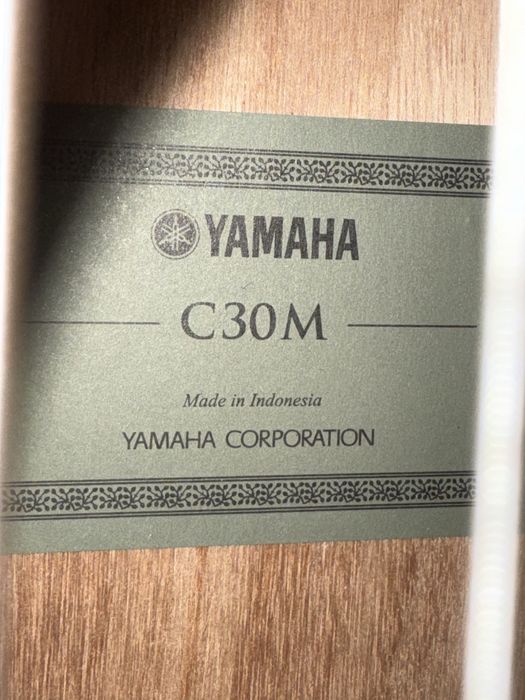 YAMAHA
C30M
Made in Indonesia
YAMAHA CORPORATION